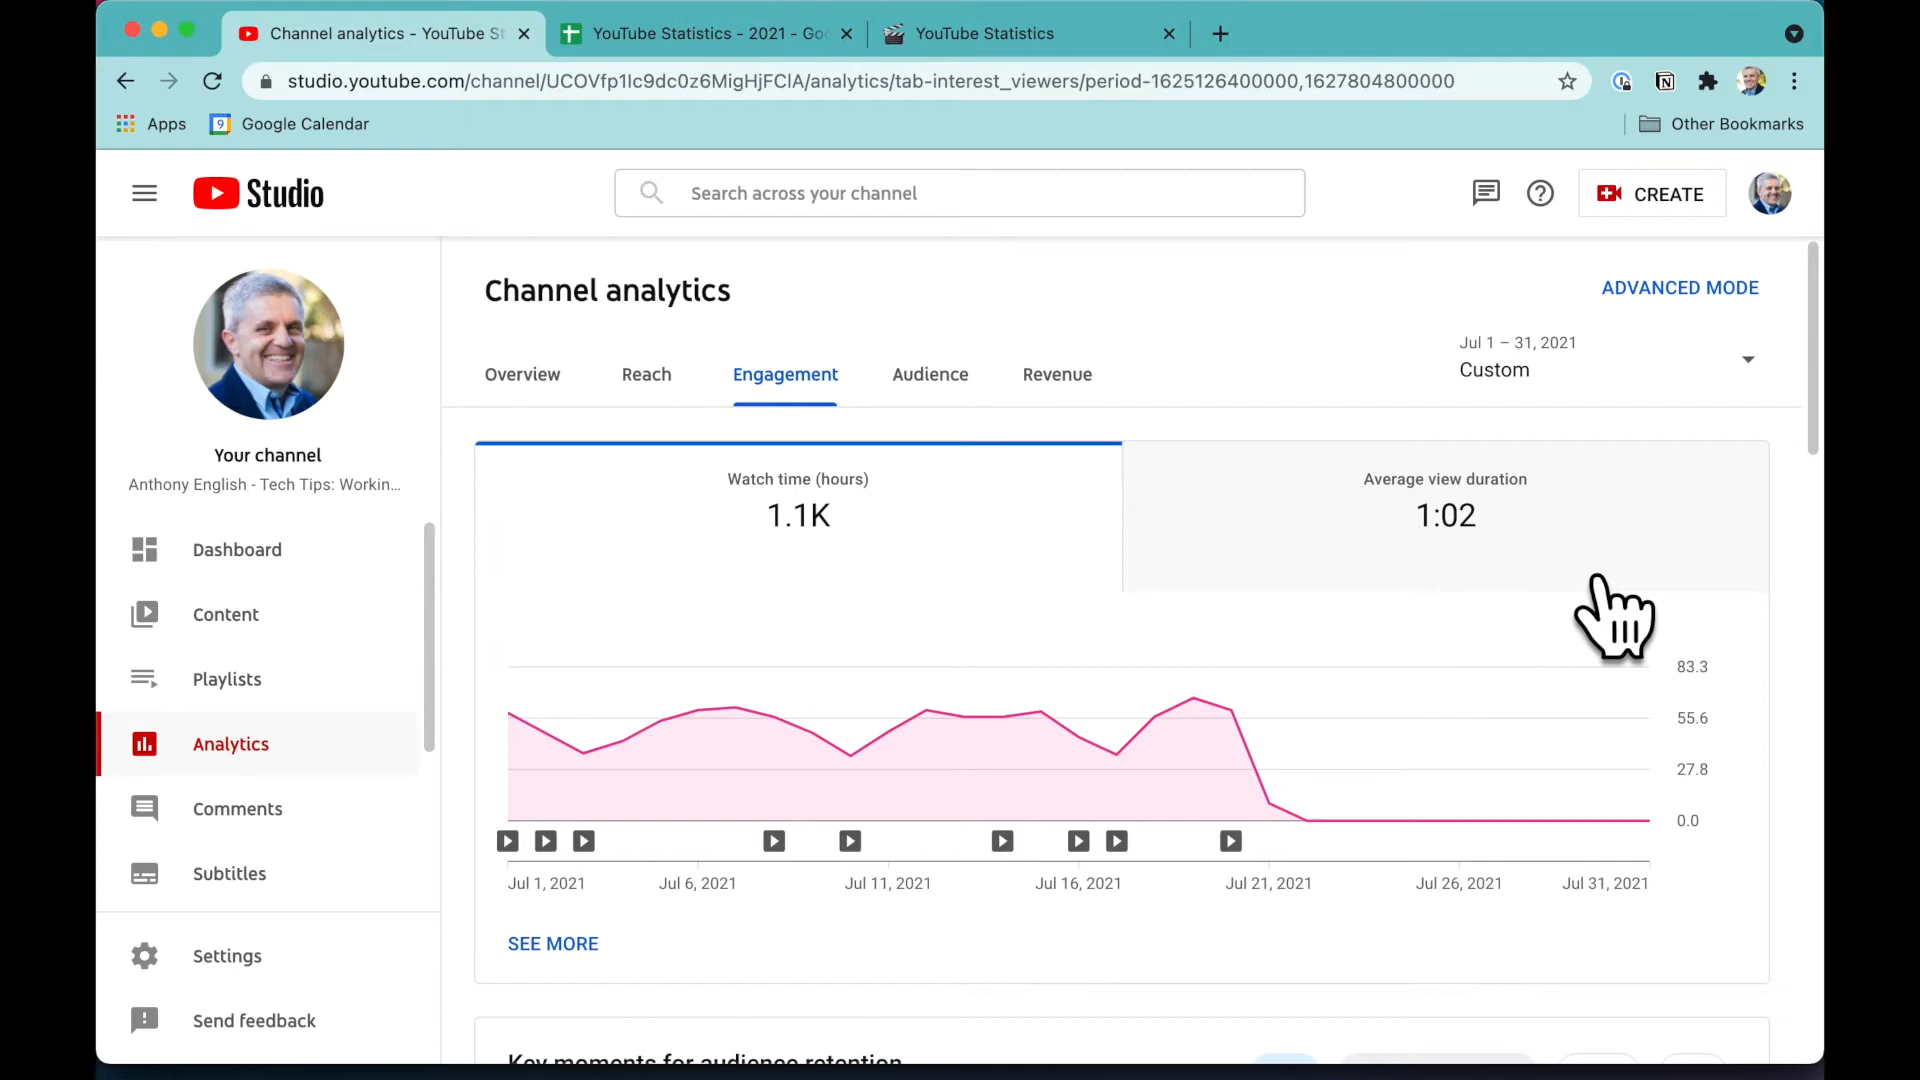 Channel analytics - YouTube St
YouTube Statistics - 2021 - Goo
YouTube Statistics
studio.youtube.com/channel/UCOVfp1lc9dc0z6MigHjFClA/analytics/tab-interest_viewers/period-1625126400000,1627804800000
Apps
Google Calendar
Other Bookmarks
Studio
Search across your channel
CREATE
Channel analytics
ADVANCED MODE
Jul 1 – 31, 2021
Custom
Overview
Reach
Engagement
Audience
Revenue
Your channel
Anthony English - Tech Tips: Workin...
Dashboard
Content
Playlists
Analytics
Comments
Subtitles
Settings
Send feedback
Watch time (hours)
1.1K
Average view duration
1:02
83.3
55.6
27.8
0.0
Jul 1, 2021
Jul 6, 2021
Jul 11, 2021
Jul 16, 2021
Jul 21, 2021
Jul 26, 2021
Jul 31, 2021
SEE MORE
Key moments for audience retention